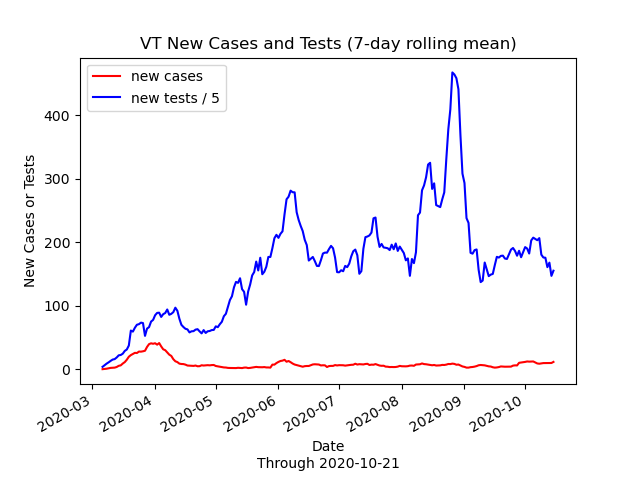 VT New Cases and Tests (7-day rolling mean)
new cases
new tests / 5
New Cases or Tests
400
300
200
100
0
2020-03
2020-04
2020-05
2020-06
2020-07
2020-08
2020-09
2020-10
Date
Through 2020-10-21